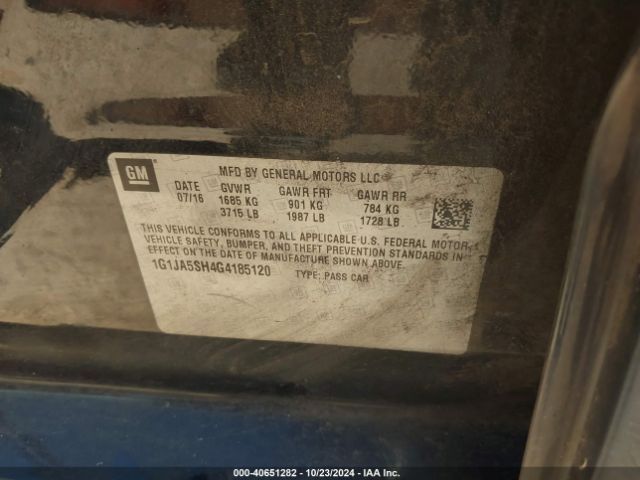 GM
MFD BY GENERAL MOTORS LLC
DATE GVWR GAWR FRT GAWR RR
07/16 1685 KG 901 KG 784 KG
3715 LB 1987 LB 1728 LB
THIS VEHICLE CONFORMS TO ALL APPLICABLE U.S. FEDERAL MOTOR
VEHICLE SAFETY, BUMPER, AND THEFT PREVENTION STANDARDS IN
EFFECT ON THE DATE OF MANUFACTURE SHOWN ABOVE.
1G1JA5SH4G4185120 TYPE: PASS CAR
000-40651282 - 10/23/2024 - IAA Inc.